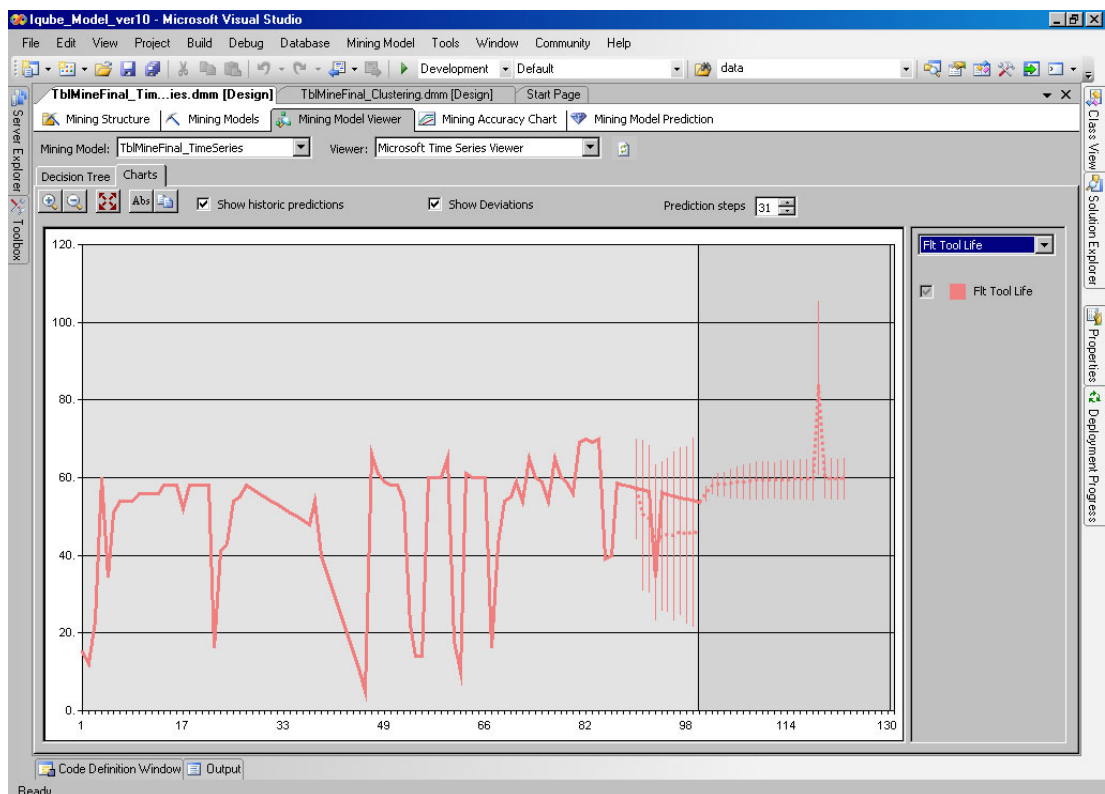 Iqube_Model_ver10 - Microsoft Visual Studio
File Edit View Project Build Debug Database Mining Model Tools Window Community Help
Development Default data
TblMineFinal_Tim...ies.dmm [Design] TblMineFinal_Clustering.dmm [Design] Start Page
Mining Structure Mining Models Mining Model Viewer Mining Accuracy Chart Mining Model Prediction
Mining Model: TblMineFinal_TimeSeries Viewer: Microsoft Time Series Viewer
Decision Tree Charts
Abs Show historic predictions Show Deviations Prediction steps 31
Server Explorer
Toolbox
120.
100.
80.
60.
40.
20.
0.
1 17 33 49 66 82 98 114 130
Flt Tool Life
Flt Tool Life
Class View
Solution Explorer
Properties
Deployment Progress
Code Definition Window Output
Ready